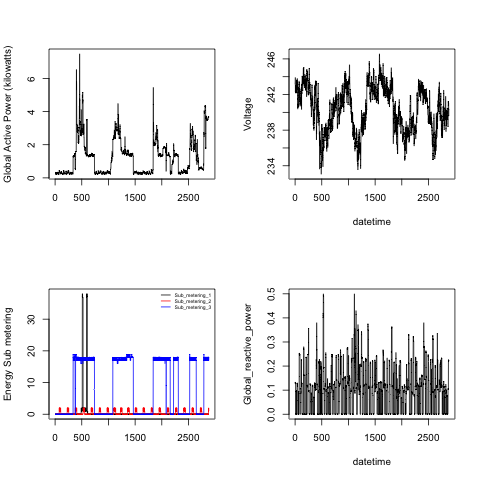 Global Active Power (kilowatts)
0 2 4 6
0 500 1500 2500
Voltage
234 238 242 246
0 500 1500 2500
datetime
Energy Sub metering
0 10 20 30
Sub_metering_1
Sub_metering_2
Sub_metering_3
0 500 1500 2500
Global_reactive_power
0.0 0.1 0.2 0.3 0.4 0.5
0 500 1500 2500
datetime